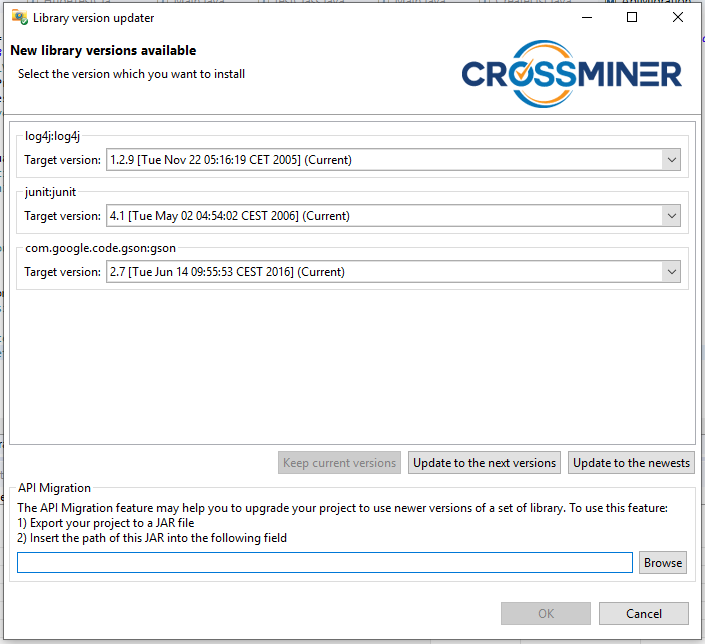 Library version updater
New library versions available
Select the version which you want to install
CROSSMINER
log4j:log4j
Target version: 1.2.9 [Tue Nov 22 05:16:19 CET 2005] (Current)
junit:junit
Target version: 4.1 [Tue May 02 04:54:02 CEST 2006] (Current)
com.google.code.gson:gson
Target version: 2.7 [Tue Jun 14 09:55:53 CEST 2016] (Current)
Keep current versions Update to the next versions Update to the newests
API Migration
The API Migration feature may help you to upgrade your project to use newer versions of a set of library. To use this feature:
1) Export your project to a JAR file
2) Insert the path of this JAR into the following field
Browse
OK Cancel